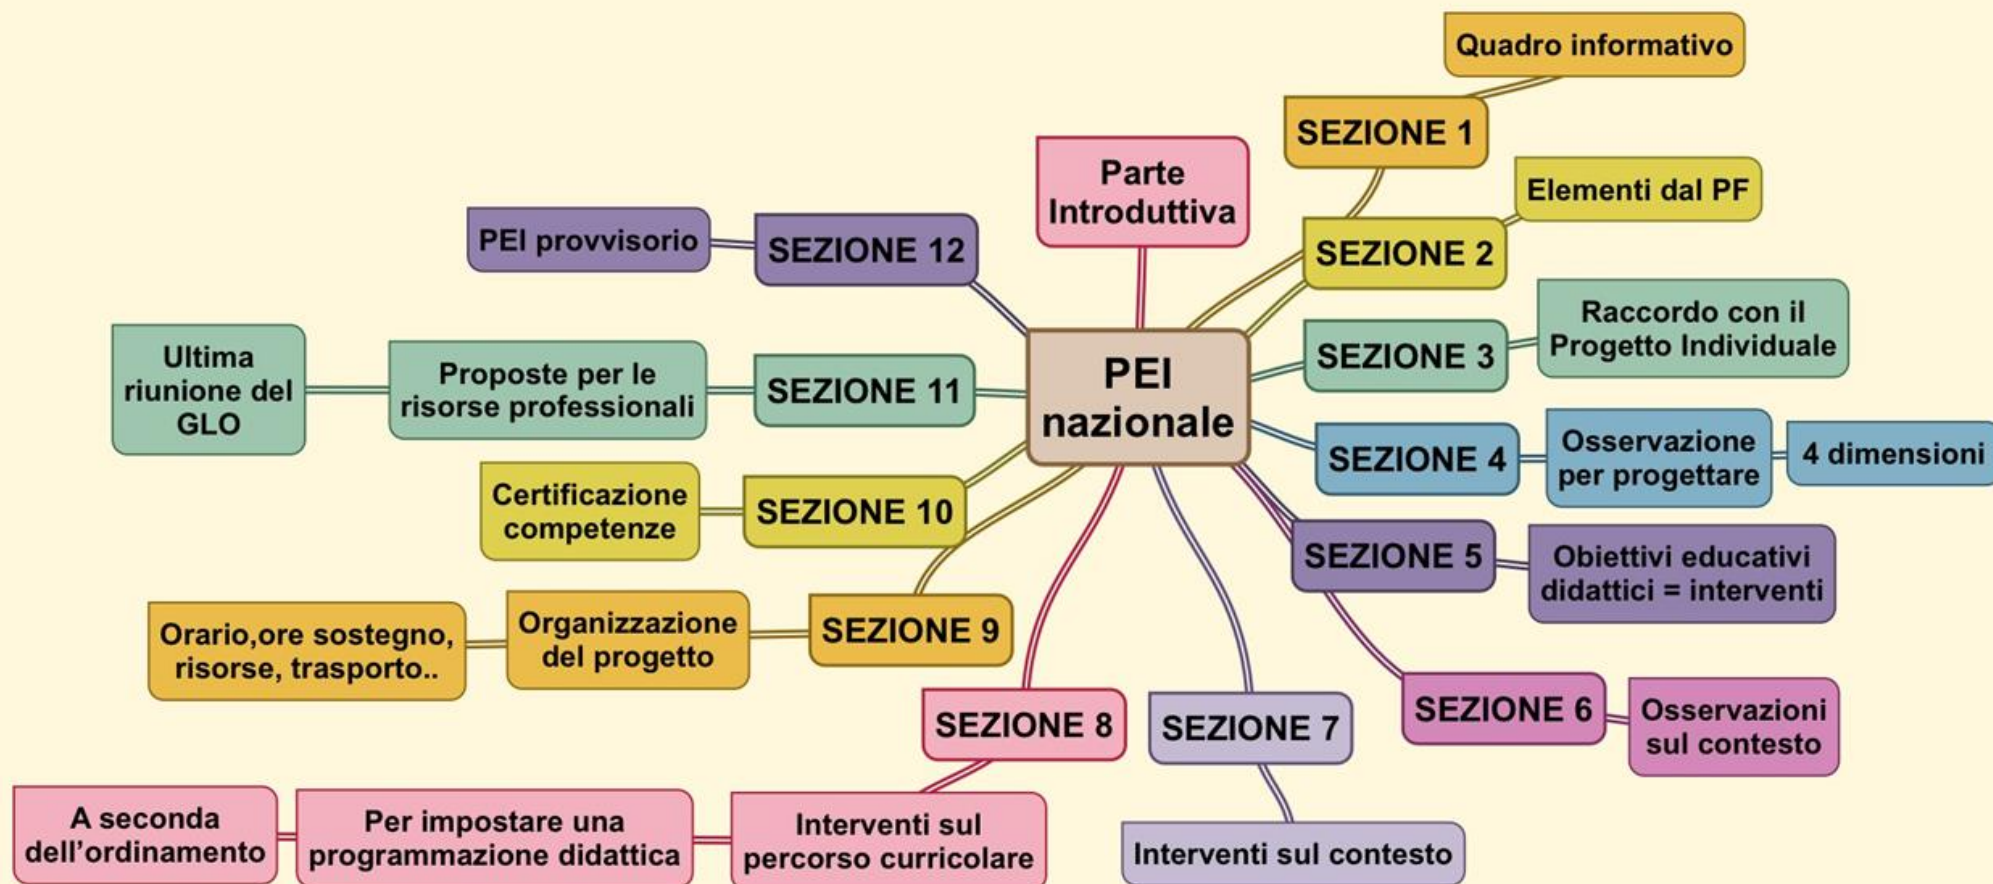 PEI
nazionale
Parte
Introduttiva
SEZIONE 1
Quadro informativo
SEZIONE 2
Elementi dal PF
SEZIONE 3
Raccordo con il
Progetto Individuale
SEZIONE 4
Osservazione
per progettare
4 dimensioni
SEZIONE 5
Obiettivi educativi
didattici = interventi
SEZIONE 6
Osservazioni
sul contesto
SEZIONE 7
Interventi sul contesto
SEZIONE 8
Interventi sul
percorso curricolare
Per impostare una
programmazione didattica
A seconda
dell’ordinamento
SEZIONE 9
Organizzazione
del progetto
Orario,ore sostegno,
risorse, trasporto..
SEZIONE 10
Certificazione
competenze
SEZIONE 11
Proposte per le
risorse professionali
Ultima
riunione del
GLO
SEZIONE 12
PEI provvisorio